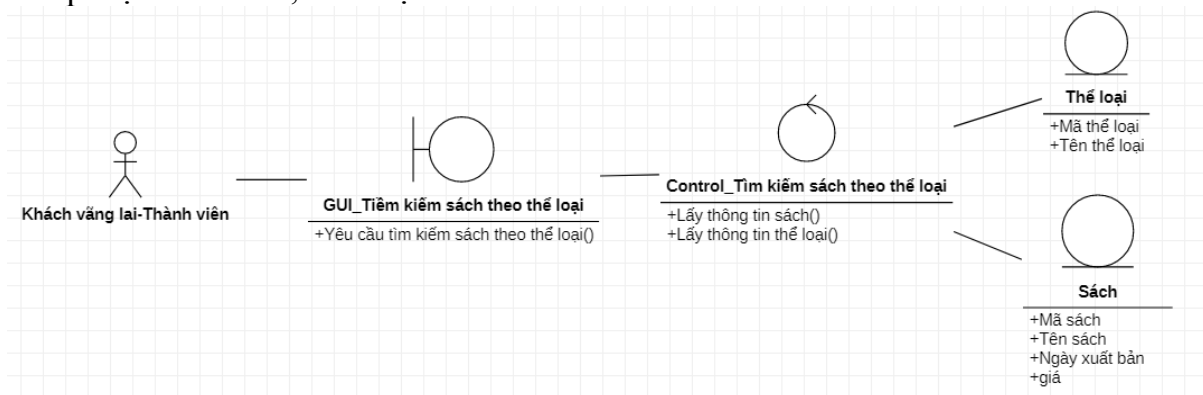 Khách vãng lai-Thành viên
GUI_Tiềm kiếm sách theo thể loại
+Yêu cầu tìm kiếm sách theo thể loại()
Control_Tìm kiếm sách theo thể loại
+Lấy thông tin sách()
+Lấy thông tin thể loại()
Thể loại
+Mã thể loại
+Tên thể loại
Sách
+Mã sách
+Tên sách
+Ngày xuất bản
+giá